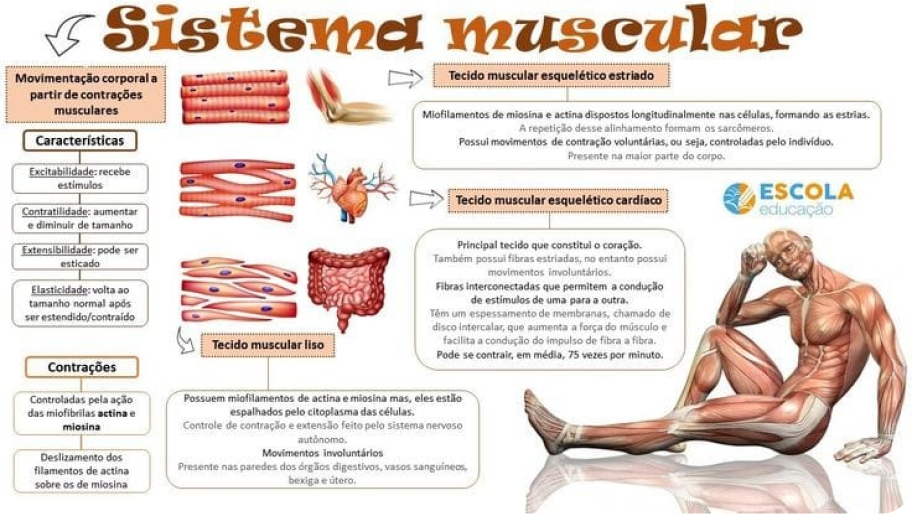 Sistema muscular
Movimentação corporal a
partir de contrações
musculares
Características
Excitabilidade: recebe
estímulos
Contratilidade: aumentar
e diminuir de tamanho
Extensibilidade: pode ser
esticado
Elasticidade: volta ao
tamanho normal após
ser estendido/contraído
Contrações
Controladas pela ação
das miofibrilas actina e
miosina
Deslizamento dos
filamentos de actina
sobre os de miosina
Tecido muscular esquelético estriado
Miofilamentos de miosina e actina dispostos longitudinalmente nas células, formando as estrias.
A repetição desse alinhamento formam os sarcômeros.
Possui movimentos de contração voluntárias, ou seja, controladas pelo indivíduo.
Presente na maior parte do corpo.
Tecido muscular esquelético cardíaco
Principal tecido que constitui o coração.
Também possui fibras estriadas, no entanto possui
movimentos involuntários.
Fibras interconectadas que permitem a condução
de estímulos de uma para a outra.
Têm um espessamento de membranas, chamado de
disco intercalar, que aumenta a força do músculo e
facilita a condução do impulso de fibra a fibra.
Pode se contrair, em média, 75 vezes por minuto.
ESCOLA
educação
Tecido muscular liso
Possuem miofilamentos de actina e miosina mas, eles estão
espalhados pelo citoplasma das células.
Controle de contração e extensão feito pelo sistema nervoso
autônomo.
Movimentos involuntários
Presente nas paredes dos órgãos digestivos, vasos sanguíneos,
bexiga e útero.